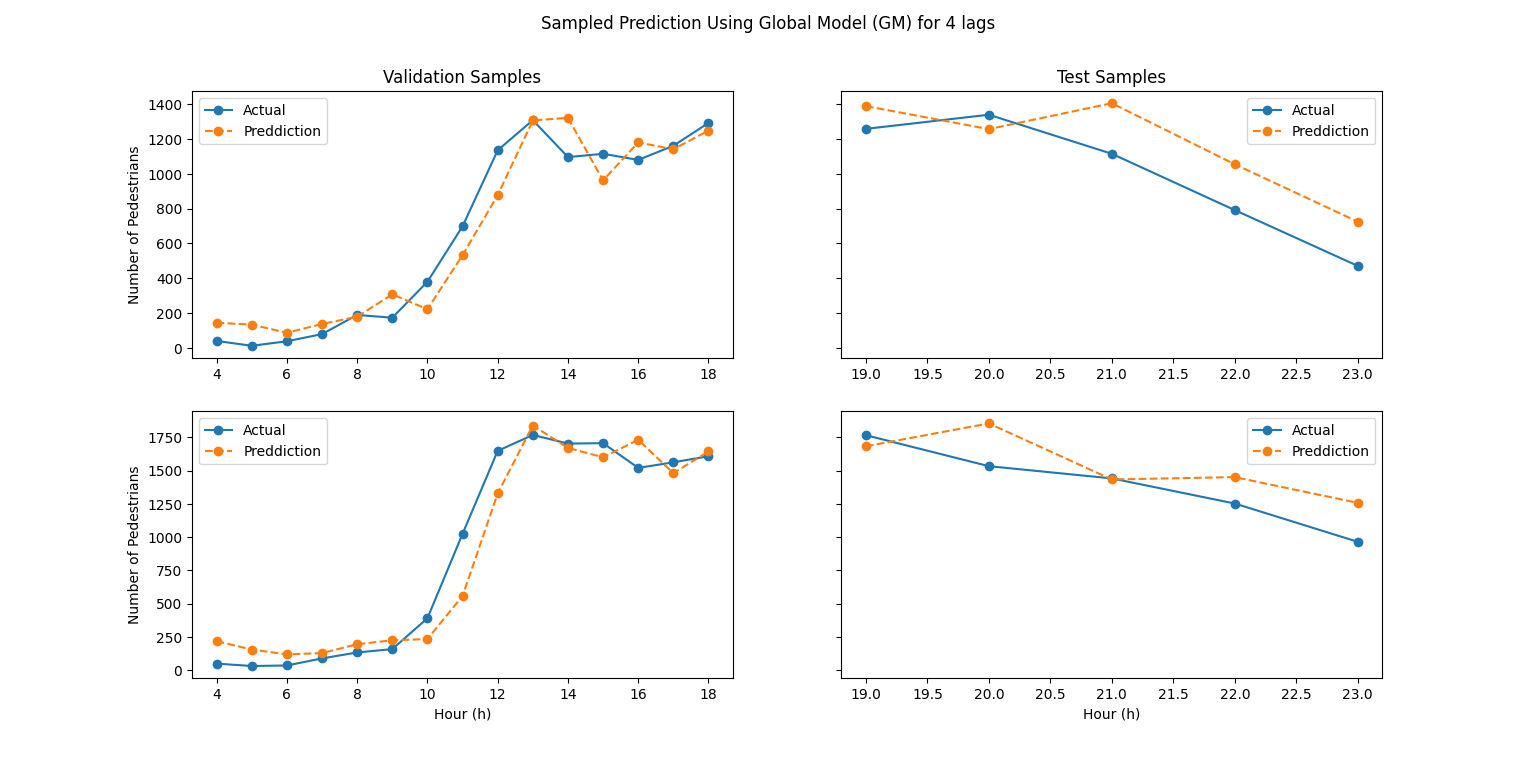 Sampled Prediction Using Global Model (GM) for 4 lags
Validation Samples
Number of Pedestrians
1400
1200
1000
800
600
400
200
0
Actual
Preddiction
4 6 8 10 12 14 16 18
Test Samples
Actual
Preddiction
19.0 19.5 20.0 20.5 21.0 21.5 22.0 22.5 23.0
Number of Pedestrians
1750
1500
1250
1000
750
500
250
0
Actual
Preddiction
4 6 8 10 12 14 16 18
Hour (h)
Actual
Preddiction
19.0 19.5 20.0 20.5 21.0 21.5 22.0 22.5 23.0
Hour (h)